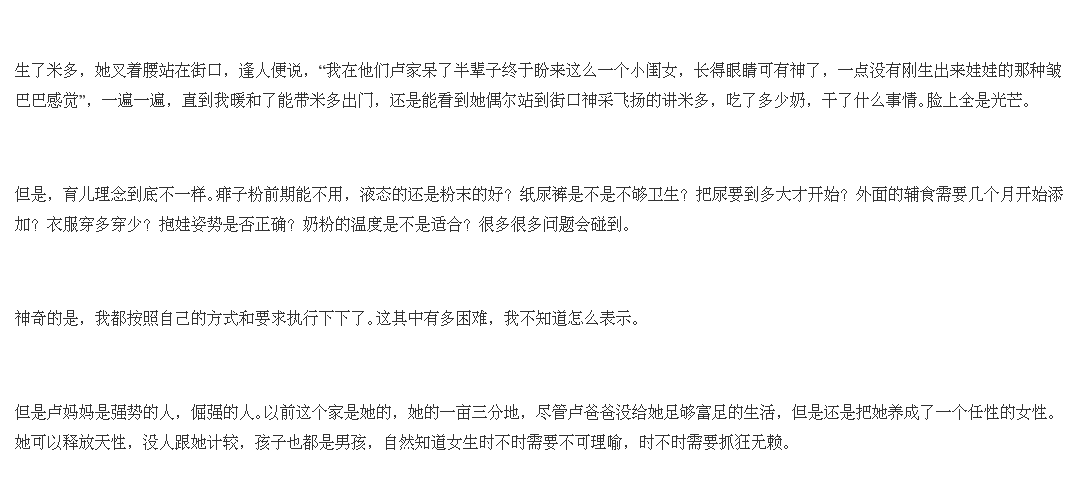 生了米多，她叉着腰站在街口，逢人便说，“我在他们卢家呆了半辈子终于盼来这么一个小闺女，长得眼睛可有神了，一点没有刚生出来娃娃的那种皱
巴巴感觉”，一遍一遍，直到我暖和了能带米多出门，还是能看到她偶尔站到街口神采飞扬的讲米多，吃了多少奶，干了什么事情。脸上全是光芒。
但是，育儿理念到底不一样。痱子粉前期能不用，液态的还是粉末的好？纸尿裤是不是不够卫生？把尿要到多大才开始？外面的辅食需要几个月开始添
加？衣服穿多穿少？抱娃姿势是否正确？奶粉的温度是不是适合？很多很多问题会碰到。
神奇的是，我都按照自己的方式和要求执行下下了。这其中有多困难，我不知道怎么表示。
但是卢妈妈是强势的人，倔强的人。以前这个家是她的，她的一亩三分地，尽管卢爸爸没给她足够富足的生活，但是还是把她养成了一个任性的女性。
她可以释放天性，没人跟她计较，孩子也都是男孩，自然知道女生时不时需要不可理喻，时不时需要抓狂无赖。